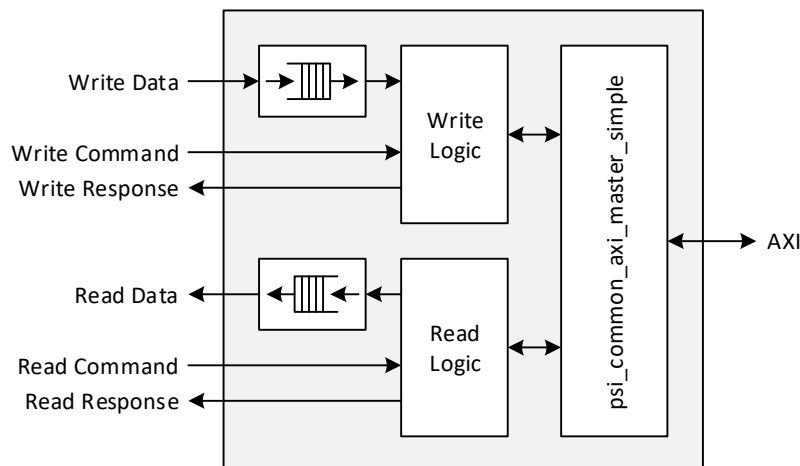 Write Data
Write Command
Write Response
Write
Logic
Read Data
Read Command
Read Response
Read
Logic
psi_common_axi_master_simple
AXI